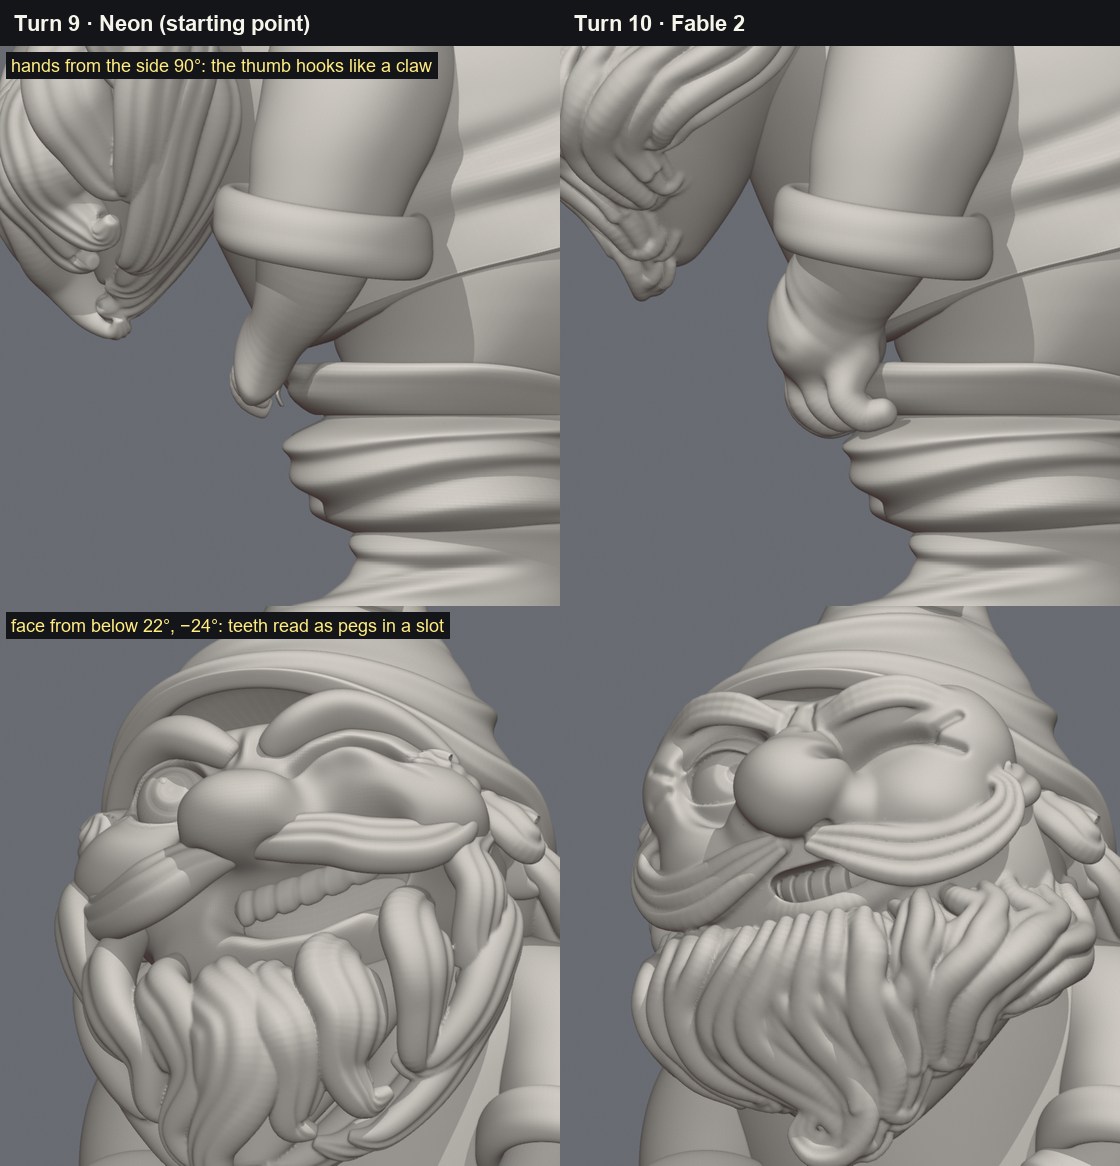 Turn 9 · Neon (starting point)
Turn 10 · Fable 2
hands from the side 90°: the thumb hooks like a claw
face from below 22°, −24°: teeth read as pegs in a slot